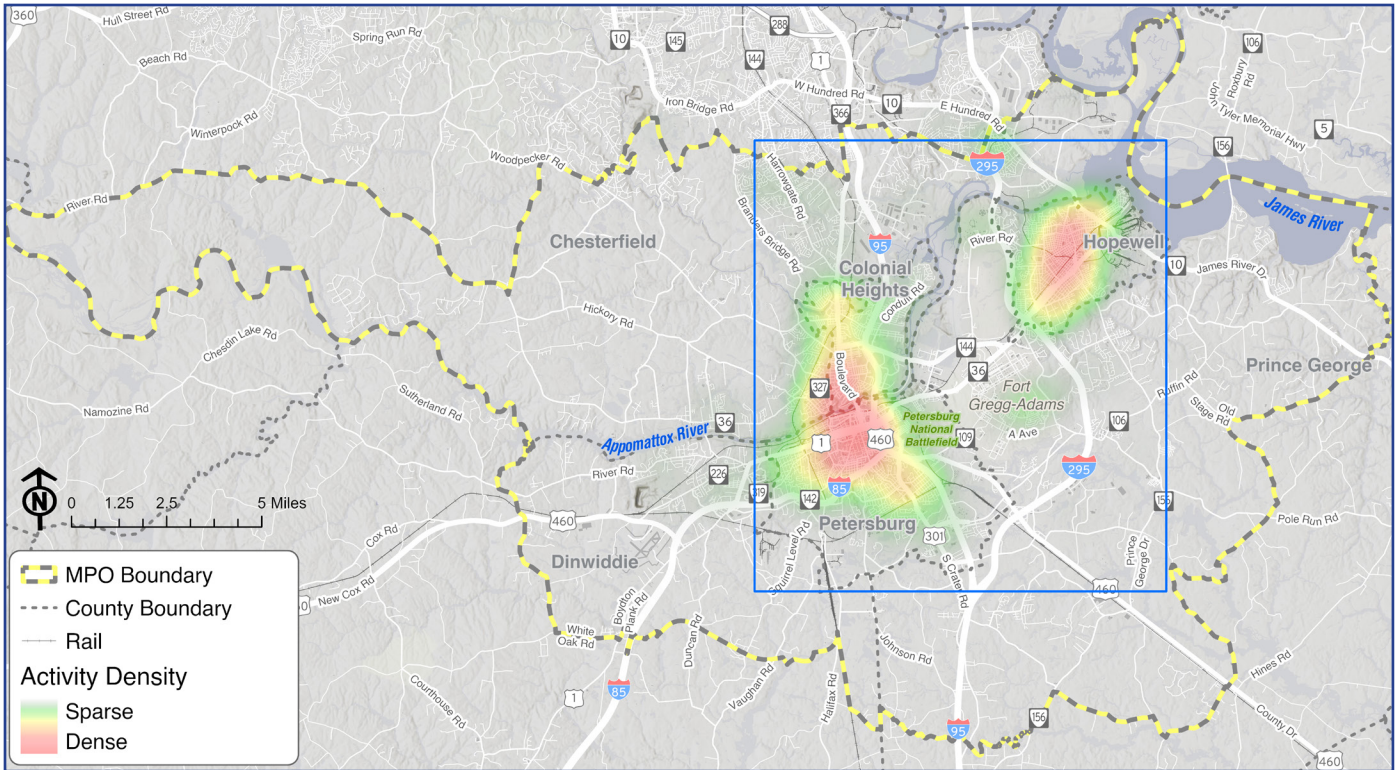 360
Hull Street Rd
Spring Run Rd
Beach Rd
Winterpock Rd
10
145
288
144
1
106
Roxbury
Rd
W Hundred Rd
Iron Bridge Rd
366
10
E Hundred Rd
John Tyler Memorial Hwy
5
156
Woodpecker Rd
295
Harrowgate Rd
Branders Bridge Rd
River Rd
James River
Chesterfield
95
River Rd
Hopewell
10
James River Dr
Colonial
Heights
Conduit Rd
Hickory Rd
Chesdin Lake Rd
144
36
Boulevard
327
Prince George
Fort
Gregg-Adams
Ruffin Rd
Old
Stage Rd
Namozine Rd
Sutherland Rd
Petersburg
National
Battlefield
36
Appomattox River
1
460
109
A Ave
106
River Rd
226
319
142
85
295
156
N
0
1.25
2.5
5 Miles
Cox Rd
460
Petersburg
301
Pole Run Rd
Dinwiddie
Squirrel Level Rd
S Crater Rd
Prince
George Dr
New Cox Rd
Boydton
Plank Rd
460
White
Oak Rd
Duncan Rd
Johnson Rd
Hines Rd
Vaughan Rd
Halifax Rd
Courthouse Rd
1
85
95
156
County Dr
460
MPO Boundary
County Boundary
Rail
Activity Density
Sparse
Dense